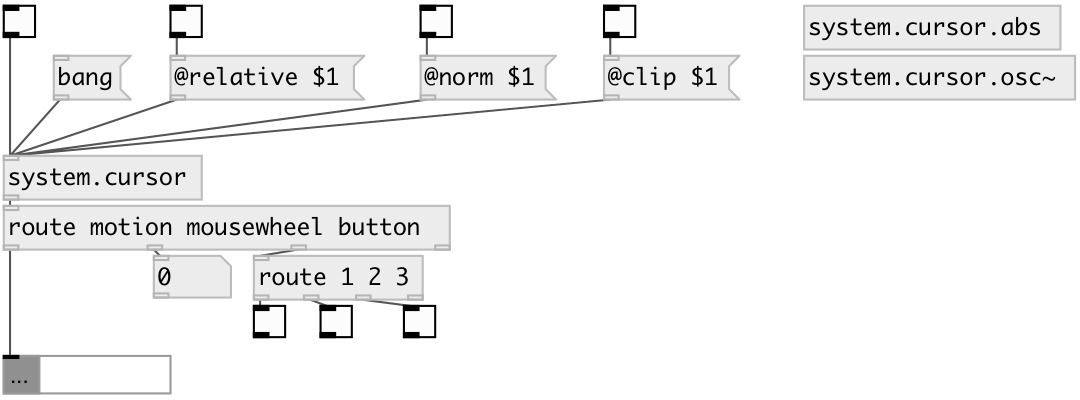 system.cursor.abs
bang
@relative $1
@norm $1
@clip $1
system.cursor.osc~
system.cursor
route motion mousewheel button
0
route 1 2 3
...